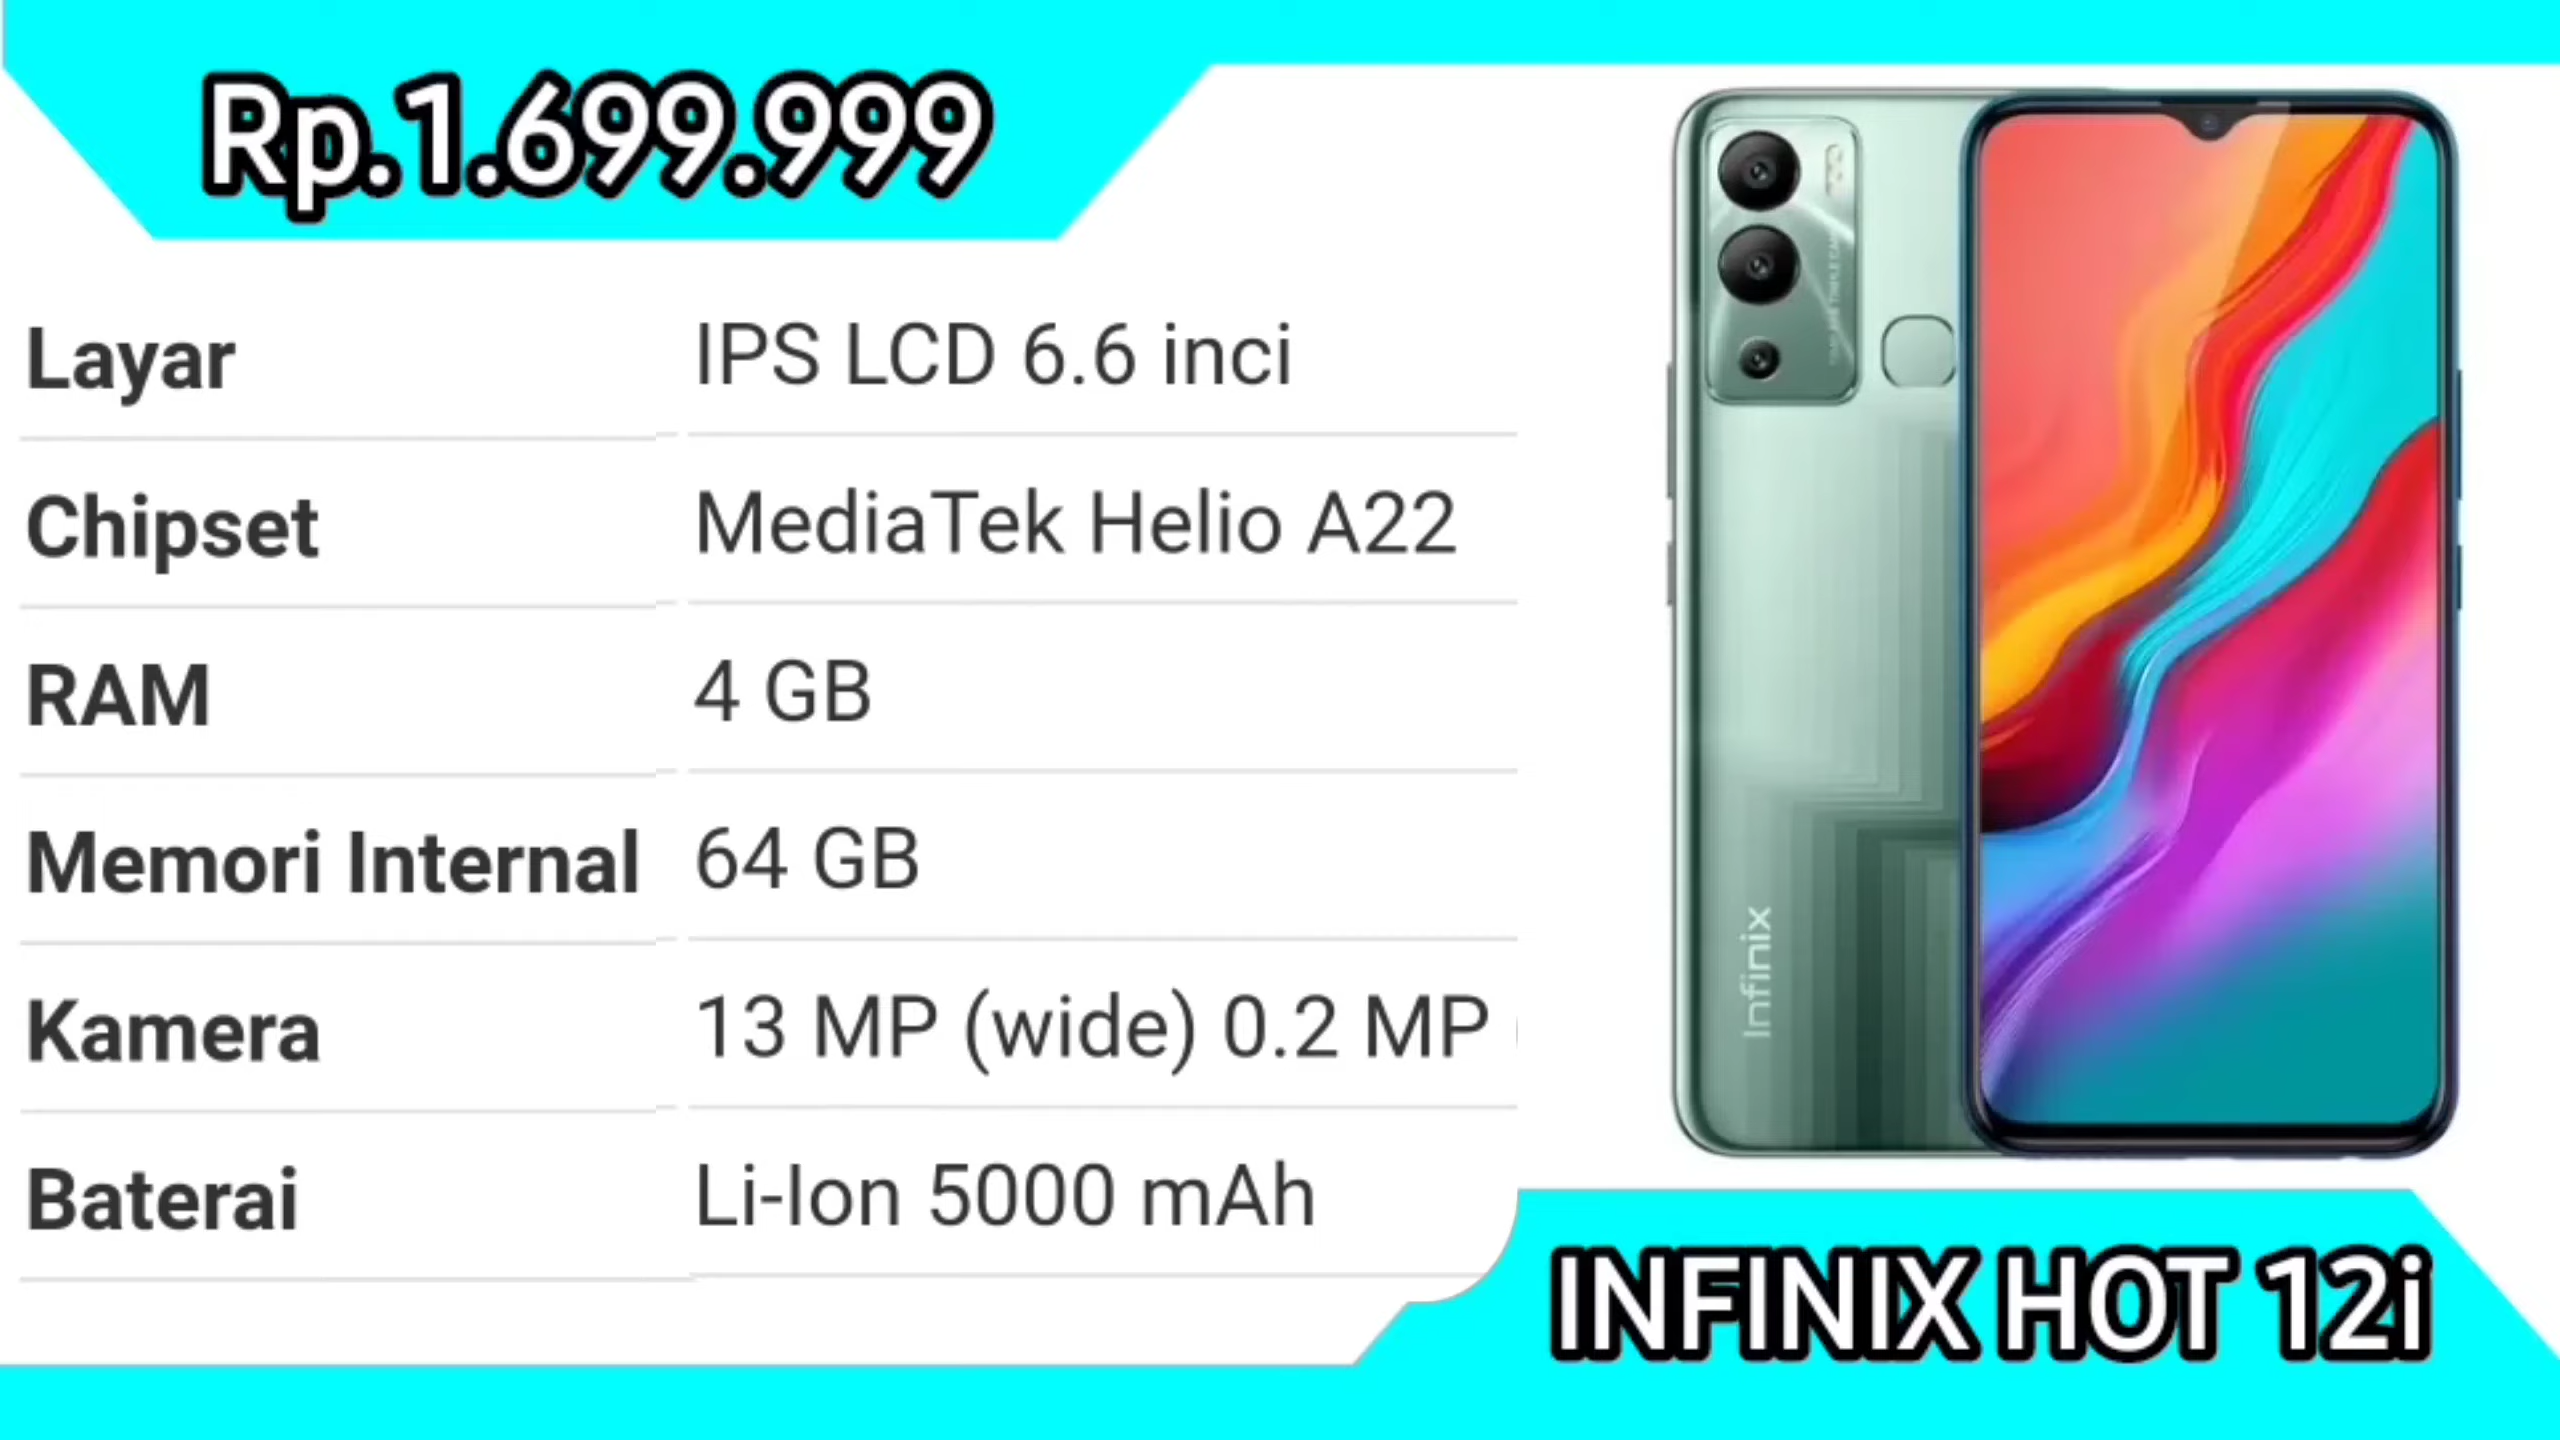 Rp.1.699.999
Layar IPS LCD 6.6 inci
Chipset MediaTek Helio A22
RAM 4 GB
Memori Internal 64 GB
Kamera 13 MP (wide) 0.2 MP
Baterai Li-Ion 5000 mAh
Infinix
INFINIX HOT 12i